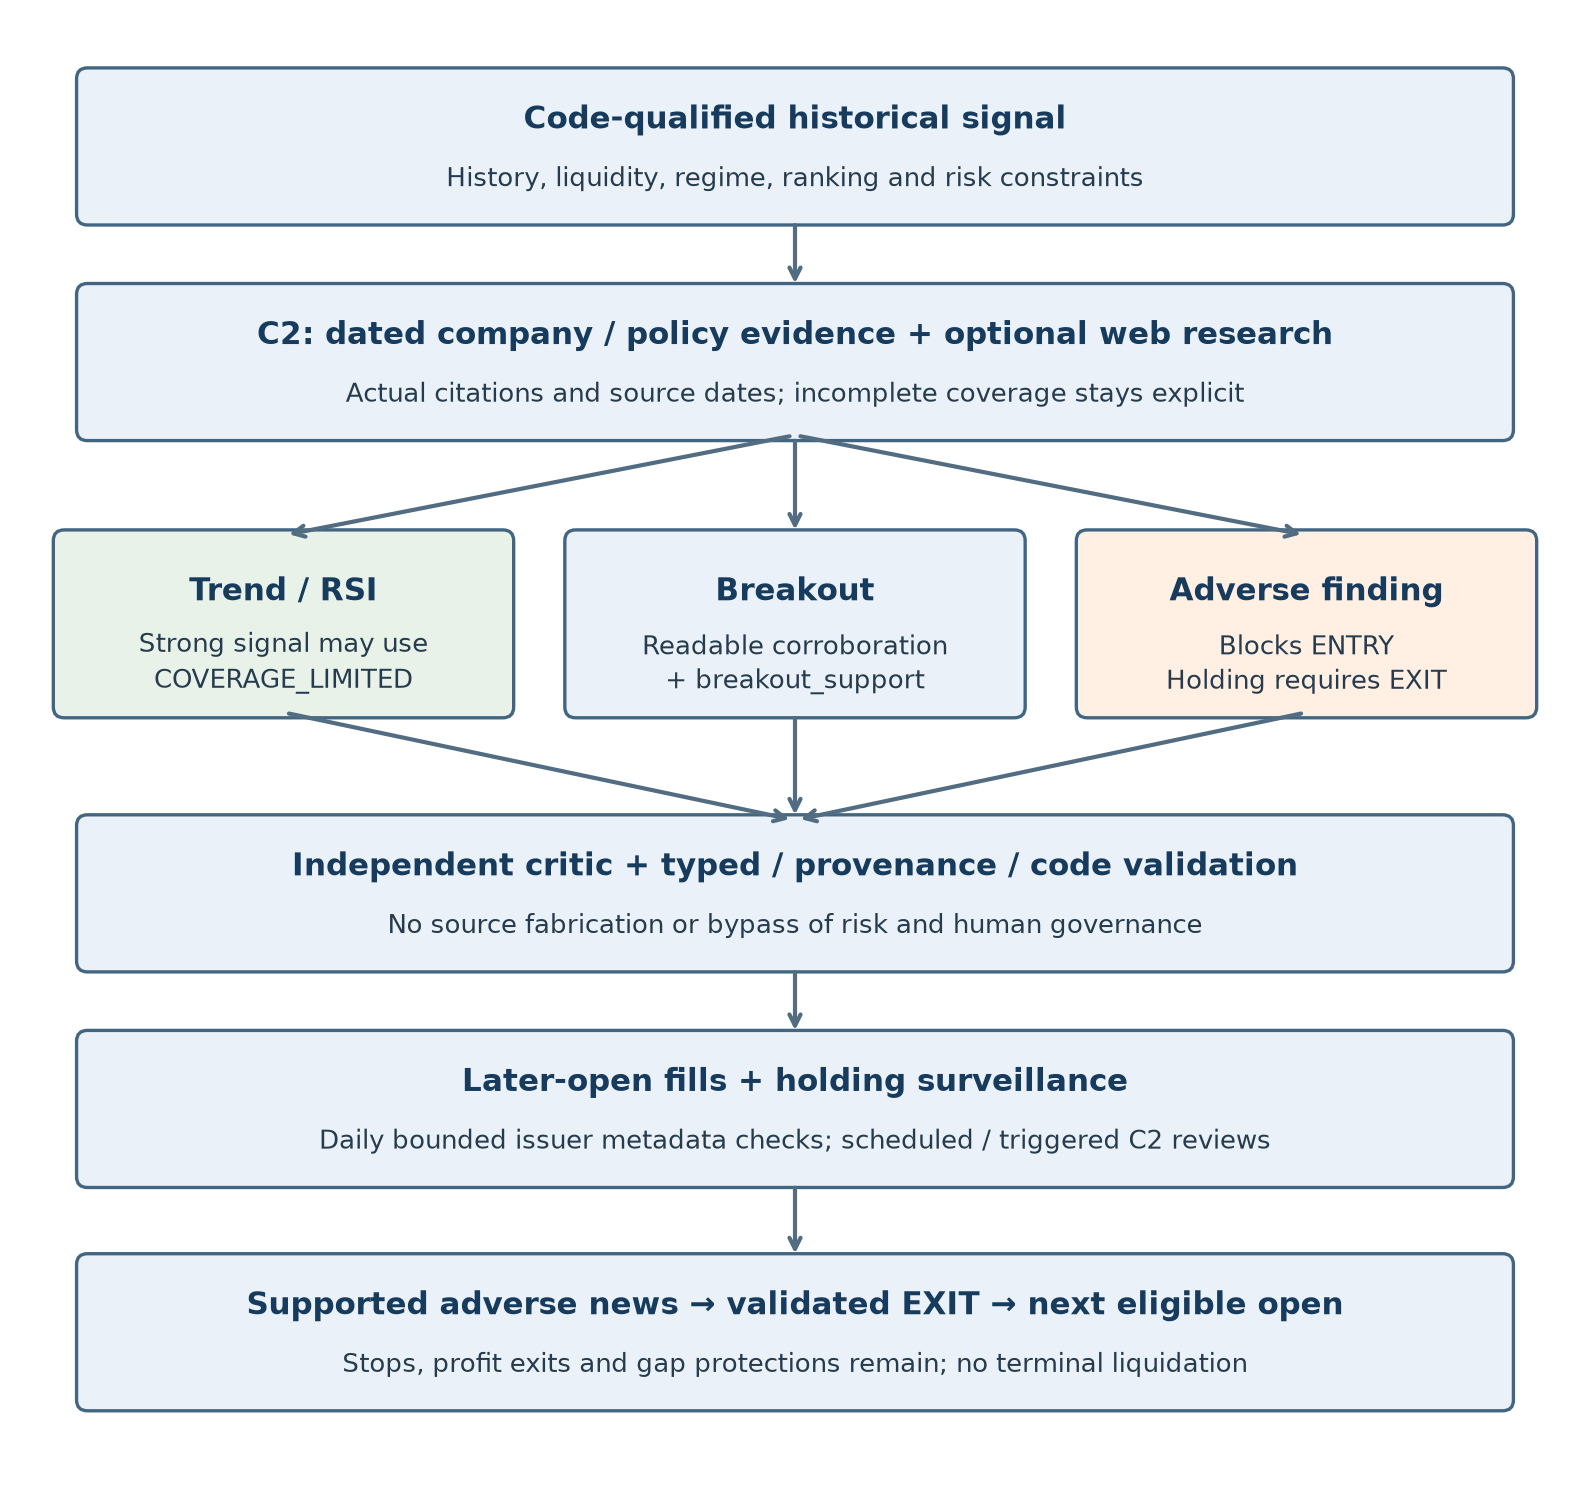 Code-qualified historical signal
History, liquidity, regime, ranking and risk constraints
C2: dated company / policy evidence + optional web research
Actual citations and source dates; incomplete coverage stays explicit
Trend / RSI
Strong signal may use
COVERAGE_LIMITED
Breakout
Readable corroboration
+ breakout_support
Adverse finding
Blocks ENTRY
Holding requires EXIT
Independent critic + typed / provenance / code validation
No source fabrication or bypass of risk and human governance
Later-open fills + holding surveillance
Daily bounded issuer metadata checks; scheduled / triggered C2 reviews
Supported adverse news → validated EXIT → next eligible open
Stops, profit exits and gap protections remain; no terminal liquidation